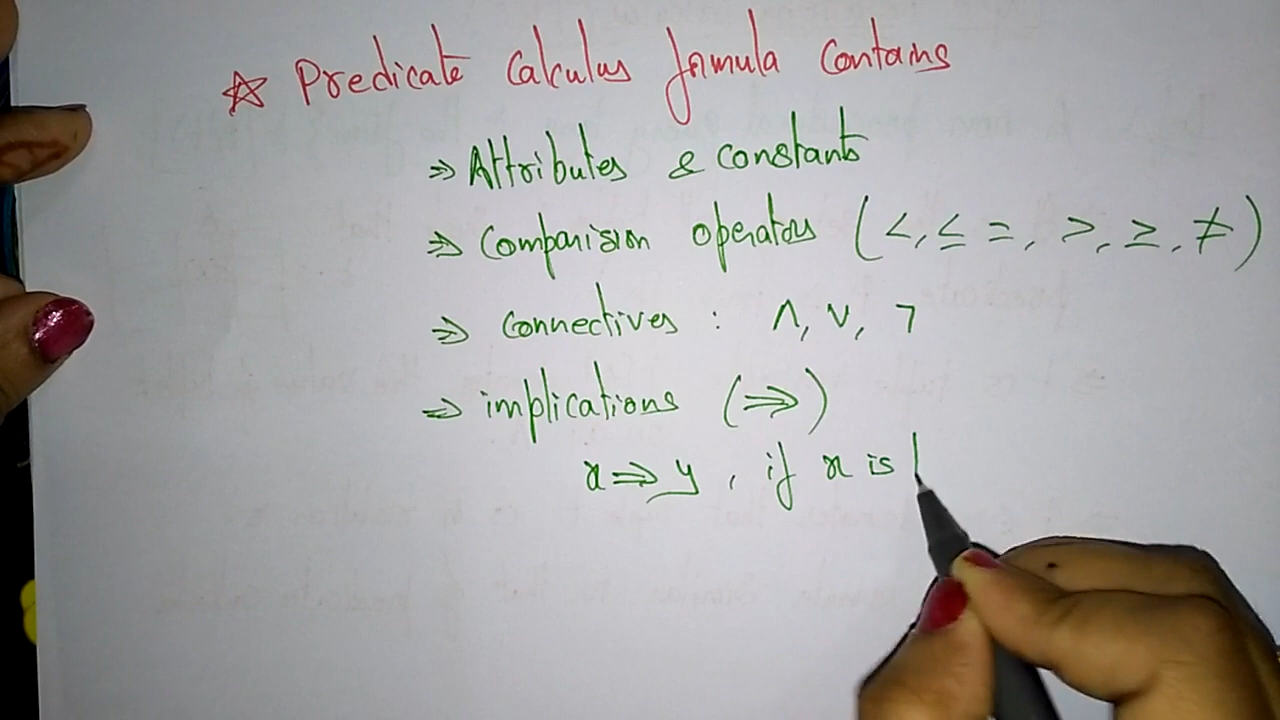 ☆ Predicate Calculus formula Contains
⇒ Attributes & constants
⇒ Comparision operators ( <, ≤ =, >, ≥, ≠ )
⇒ Connectives : ∧, ∨, ¬
⇒ implications (⇒)
x ⇒ y , if x is